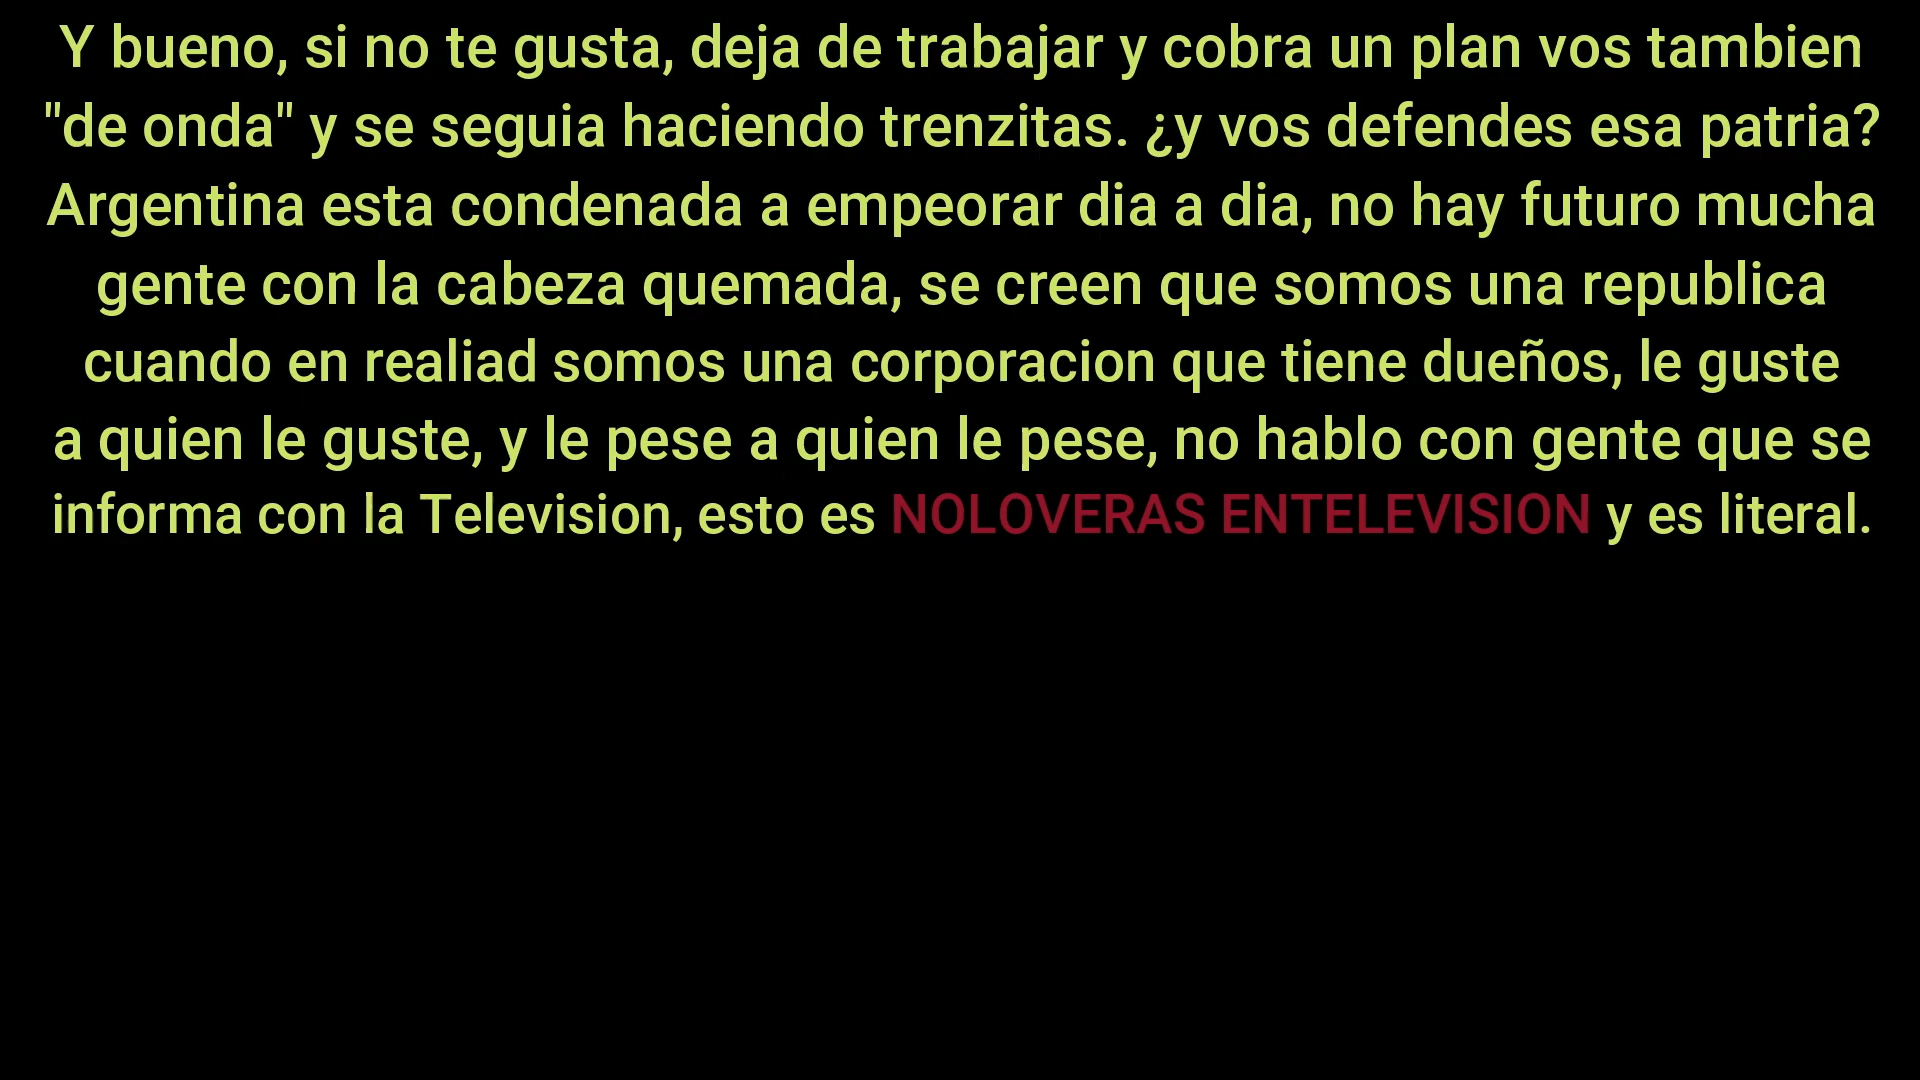 Y bueno, si no te gusta, deja de trabajar y cobra un plan vos tambien
"de onda" y se seguia haciendo trenzitas. ¿y vos defendes esa patria?
Argentina esta condenada a empeorar dia a dia, no hay futuro mucha
gente con la cabeza quemada, se creen que somos una republica
cuando en realiad somos una corporacion que tiene dueños, le guste
a quien le guste, y le pese a quien le pese, no hablo con gente que se
informa con la Television, esto es NOLOVERAS ENTELEVISION y es literal.